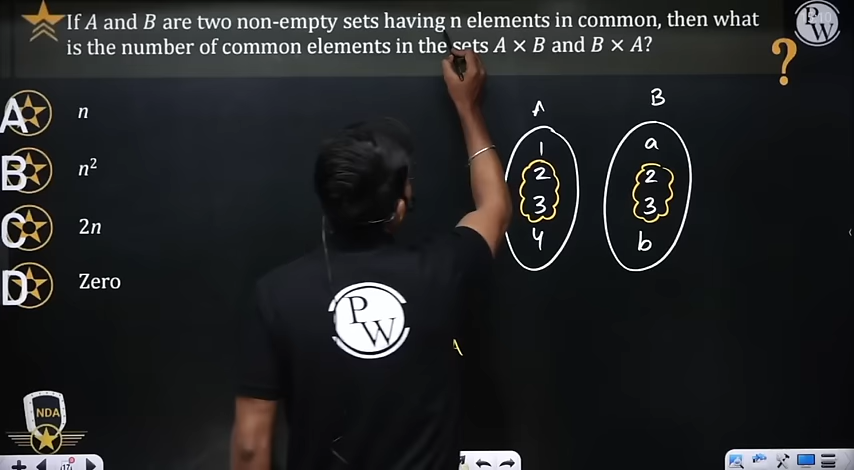 If A and B are two non-empty sets having n elements in common, then what
is the number of common elements in the sets A × B and B × A?
?
A n
B n²
C 2n
D Zero
A B
1 a
2 2
3 3
4 b
A
P
W
P
W
NDA